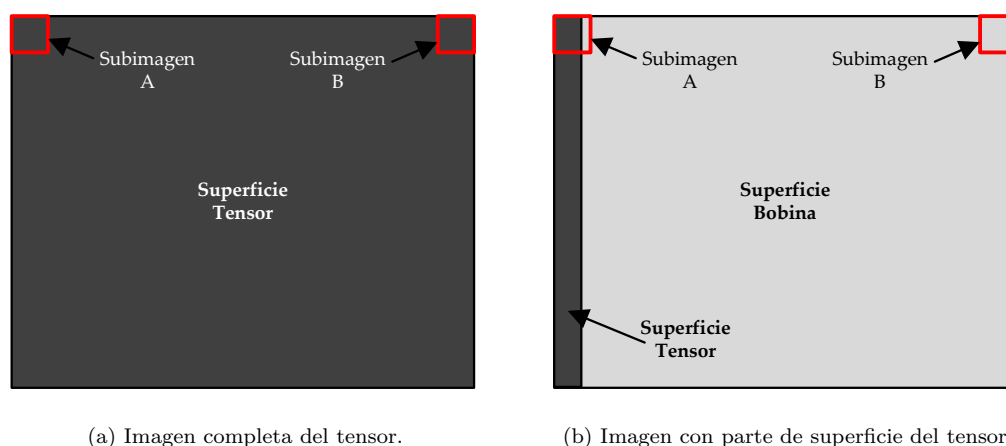 Subimagen
A
Subimagen
B
Superficie
Tensor
(a) Imagen completa del tensor.
Subimagen
A
Subimagen
B
Superficie
Bobina
Superficie
Tensor
(b) Imagen con parte de superficie del tensor